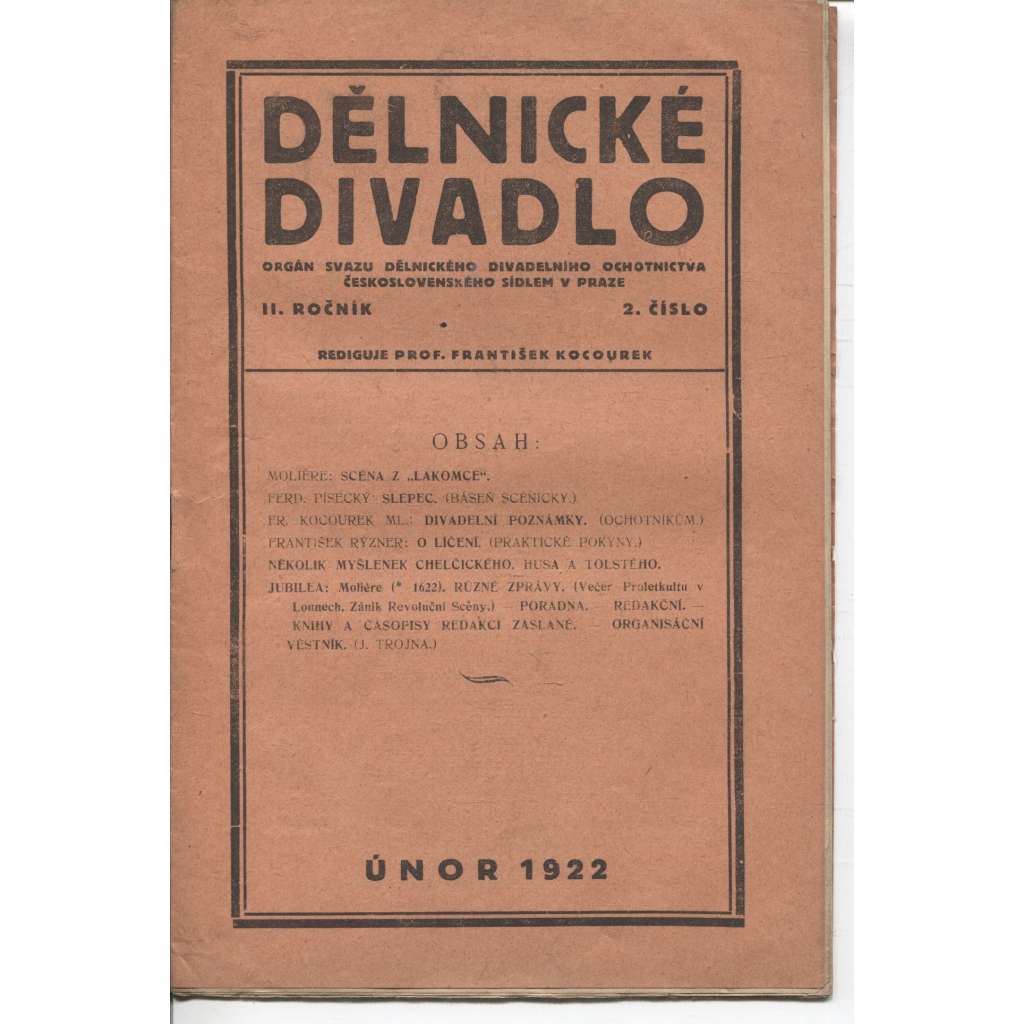 DĚLNICKÉ
DIVADLO
ORGÁN SVAZU DĚLNICKÉHO DIVADELNÍHO OCHOTNICTVA
ČESKOSLOVENSKÉHO SÍDLEM V PRAZE
II. ROČNÍK 2. ČÍSLO
REDIGUJE PROF. FRANTIŠEK KOCOUREK
OBSAH:
MOLIÈRE: SCÉNA Z „LAKOMCE“.
FERD. PÍSECKÝ: SLEPEC. (BÁSEŇ SCÉNICKÝ.)
FR. KOCOUREK ML.: DIVADELNÍ POZNÁMKY. (OCHOTNÍKŮM.)
FRANTIŠEK RÝZNER: O LÍČENÍ. (PRAKTICKÉ POKYNY.)
NĚKOLIK MYŠLENEK CHELČICKÉHO, HUSA A TOLSTÉHO.
JUBILEA: Molière (* 1622). RŮZNÉ ZPRÁVY. (Večer Proletkultu v
Lounech. Zánik Revoluční Scény.) — PORADNA. — REDAKČNÍ. —
KNIHY A ČASOPISY REDAKCI ZASLANÉ. — ORGANISAČNÍ
VĚSTNÍK. (J. TROJNA.)
ÚNOR 1922